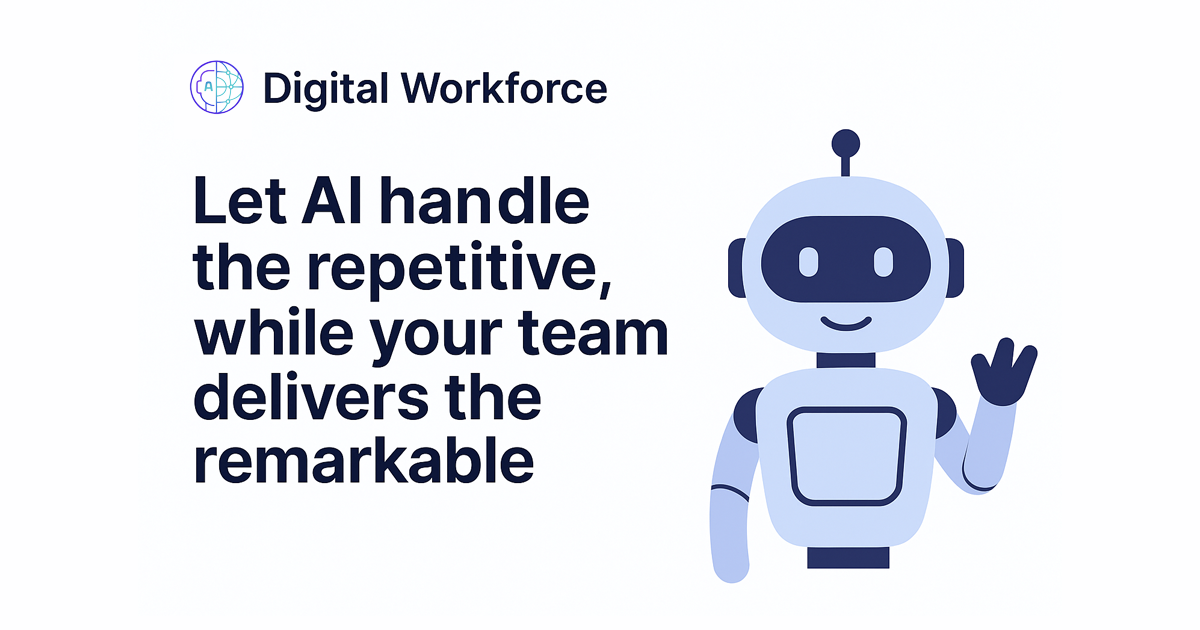 A
Digital Workforce
Let AI handle
the repetitive,
while your team
delivers the
remarkable